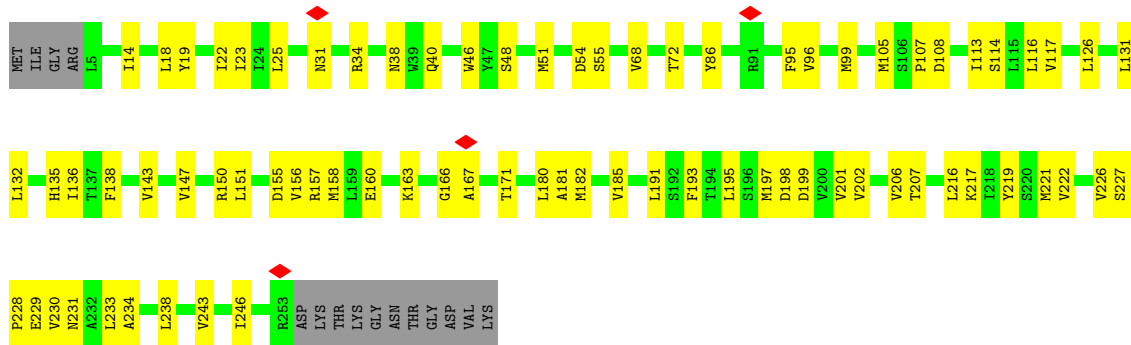 MET ILE GLY ARG L5 I14 L18 Y19 I22 I23 I24 L25 N31 R34 N38 W39 Q40 W46 Y47 S48 M51 D54 S55 V68 T72 Y86 R91 F95 V96 M99 M105 S106 P107 D108 I113 S114 L115 L116 V117 L126 L131
L132 H135 I136 T137 F138 V143 V147 R150 L151 D155 V156 R157 M158 L159 E160 K163 G166 A167 T171 L180 A181 M182 V185 L191 S192 F193 T194 L195 S196 M197 D198 D199 V200 V201 V202 V206 T207 L216 K217 I218 Y219 S220 M221 V222 V226 S227
P228 E229 V230 N231 A232 L233 A234 L238 V243 I246 R253 ASP LYS THR LYS GLY ASN THR GLY ASP VAL LYS